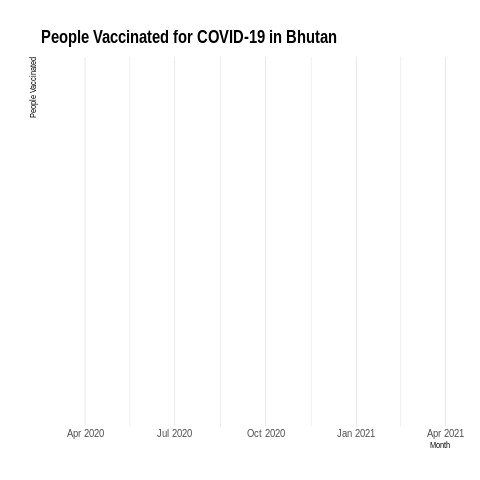 People Vaccinated for COVID-19 in Bhutan
People Vaccinated
Apr 2020
Jul 2020
Oct 2020
Jan 2021
Apr 2021
Month